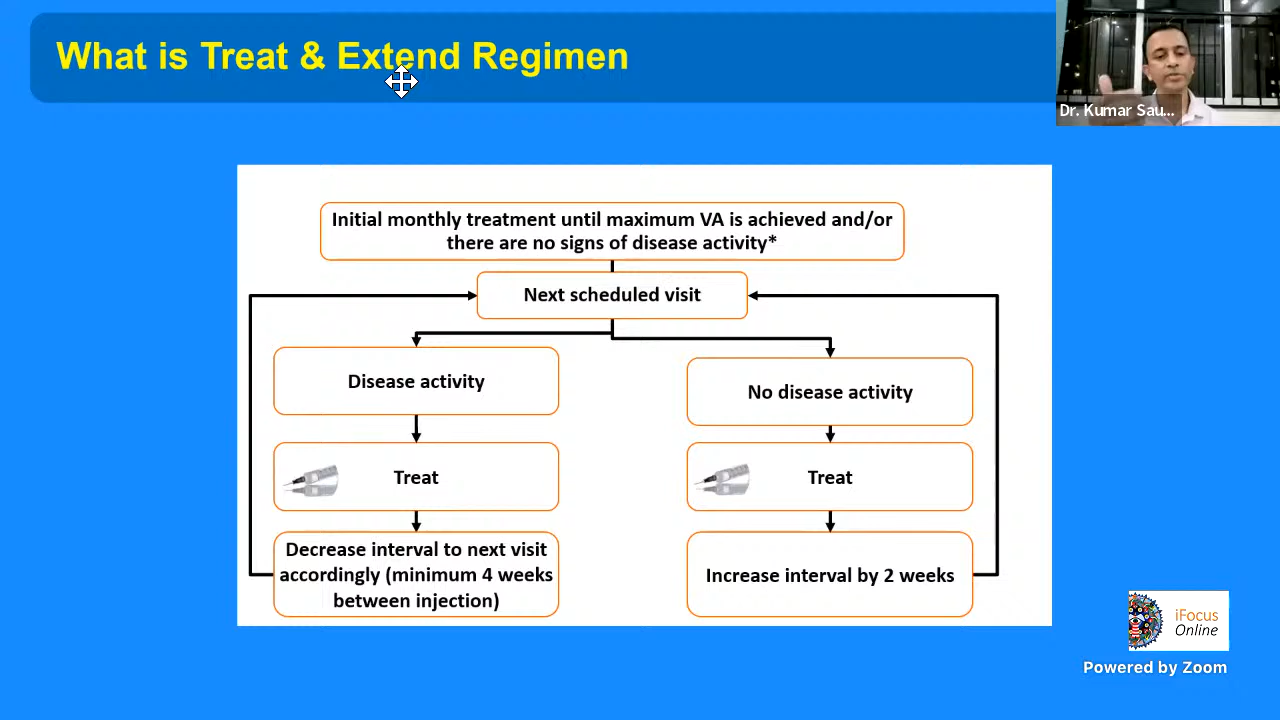 What is Treat & Extend Regimen
Dr. Kumar Sau...
Initial monthly treatment until maximum VA is achieved and/or
there are no signs of disease activity*
Next scheduled visit
Disease activity
No disease activity
Treat
Treat
Decrease interval to next visit
accordingly (minimum 4 weeks
between injection)
Increase interval by 2 weeks
iFocus
Online
Powered by Zoom